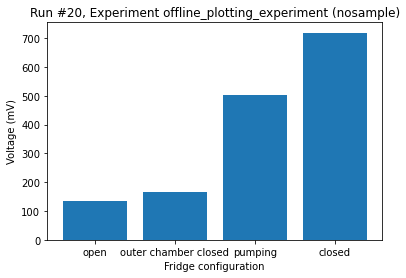 Run #20, Experiment offline_plotting_experiment (nosample)
Voltage (mV)
700
600
500
400
300
200
100
0
open outer chamber closed pumping closed
Fridge configuration